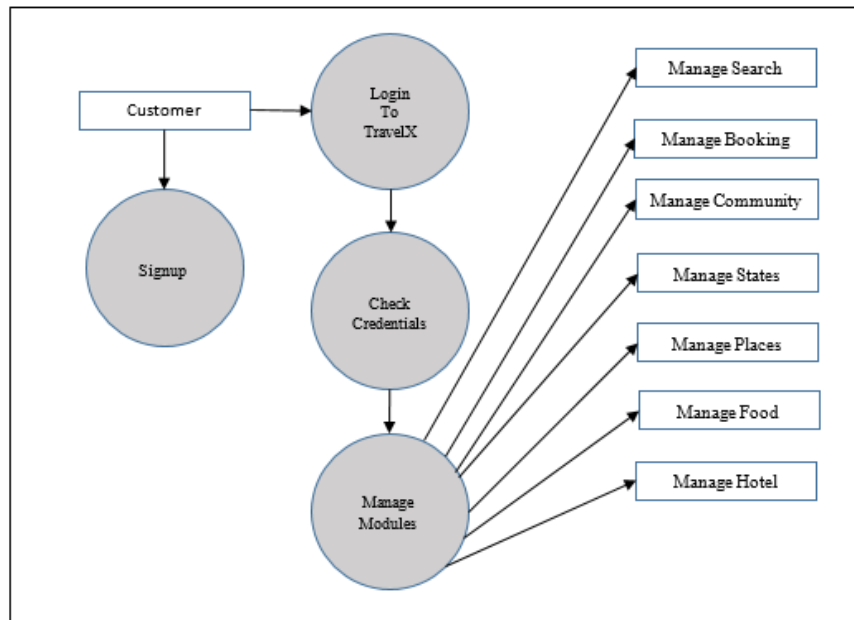 Customer
Login
To
TravelX
Signup
Check
Credentials
Manage
Modules
Manage Search
Manage Booking
Manage Community
Manage States
Manage Places
Manage Food
Manage Hotel